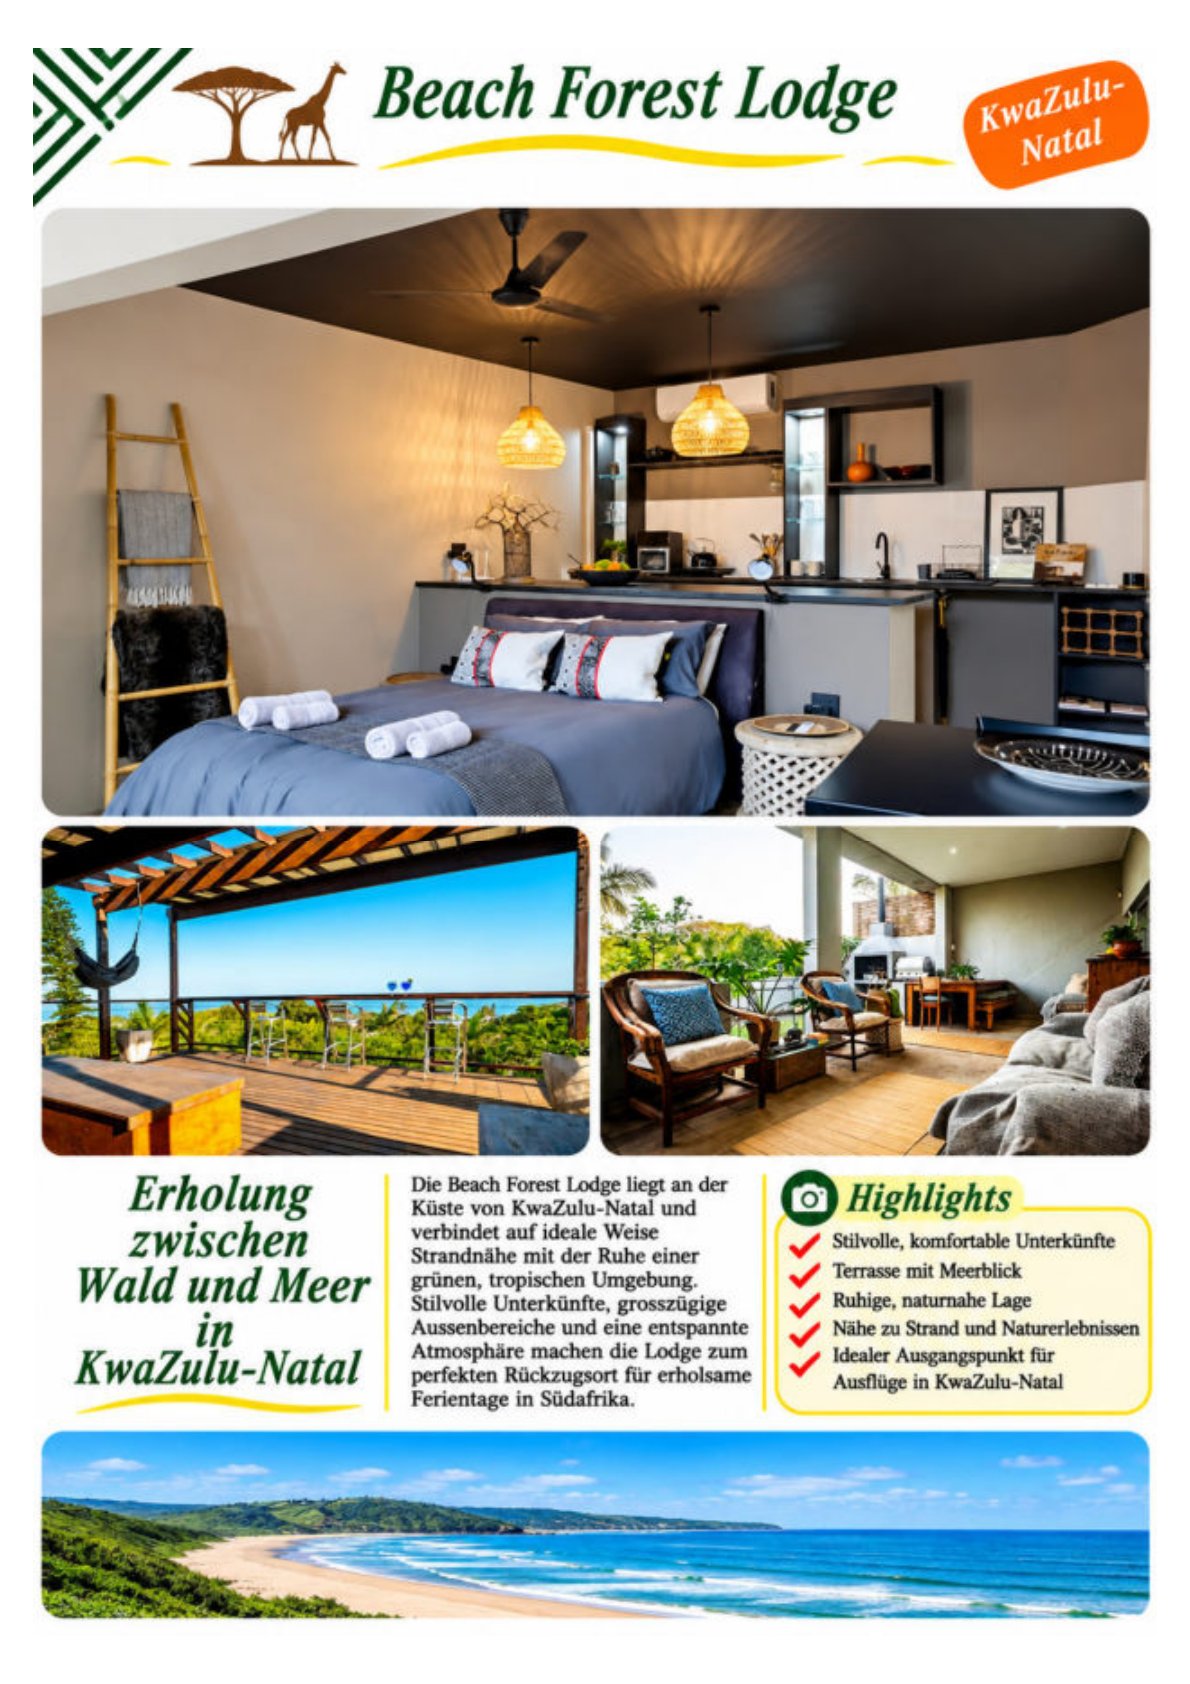 Beach Forest Lodge
KwaZulu-
Natal
Erholung
zwischen
Wald und Meer
in
KwaZulu-Natal
Die Beach Forest Lodge liegt an der
Küste von KwaZulu-Natal und
verbindet auf ideale Weise
Strandnähe mit der Ruhe einer
grünen, tropischen Umgebung.
Stilvolle Unterkünfte, grosszügige
Aussenbereiche und eine entspannte
Atmosphäre machen die Lodge zum
perfekten Rückzugsort für erholsame
Ferientage in Südafrika.
Highlights
Stilvolle, komfortable Unterkünfte
Terrasse mit Meerblick
Ruhige, naturnahe Lage
Nähe zu Strand und Naturerlebnissen
Idealer Ausgangspunkt für
Ausflüge in KwaZulu-Natal